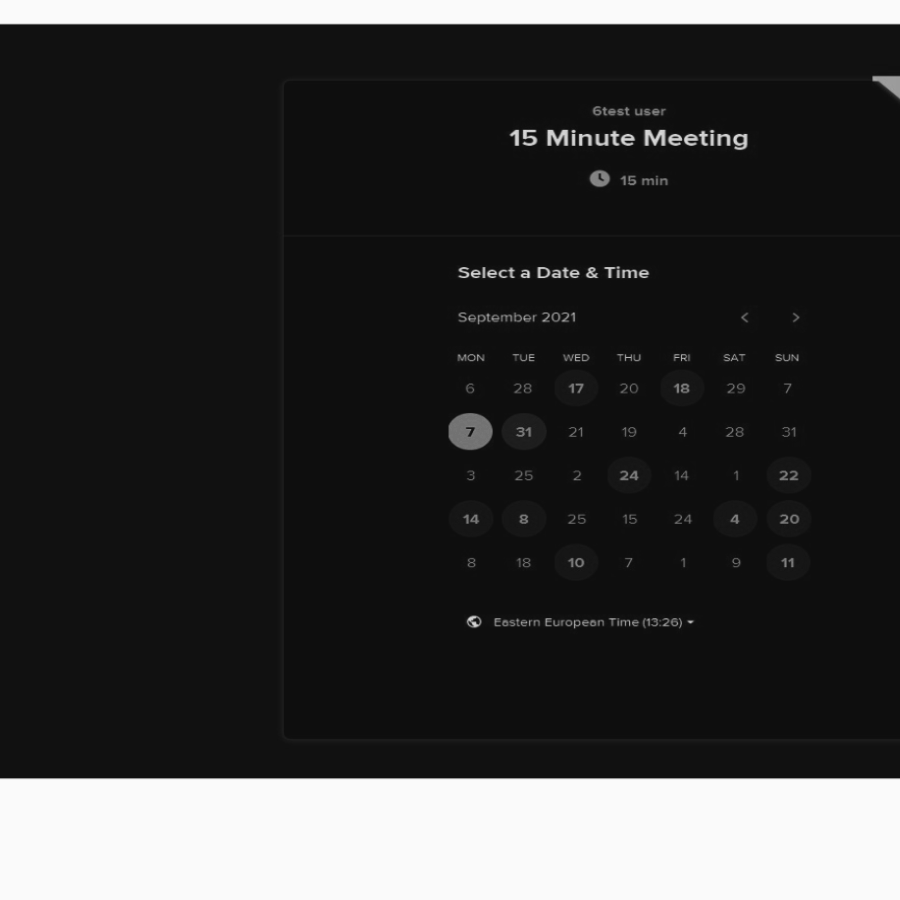 6test user
15 Minute Meeting
15 min
Select a Date & Time
September 2021
MON TUE WED THU FRI SAT SUN
6 28 17 20 18 29 7
7 31 21 19 4 28 31
3 25 2 24 14 1 22
14 8 25 15 24 4 20
8 18 10 7 1 9 11
Eastern European Time (13:26)